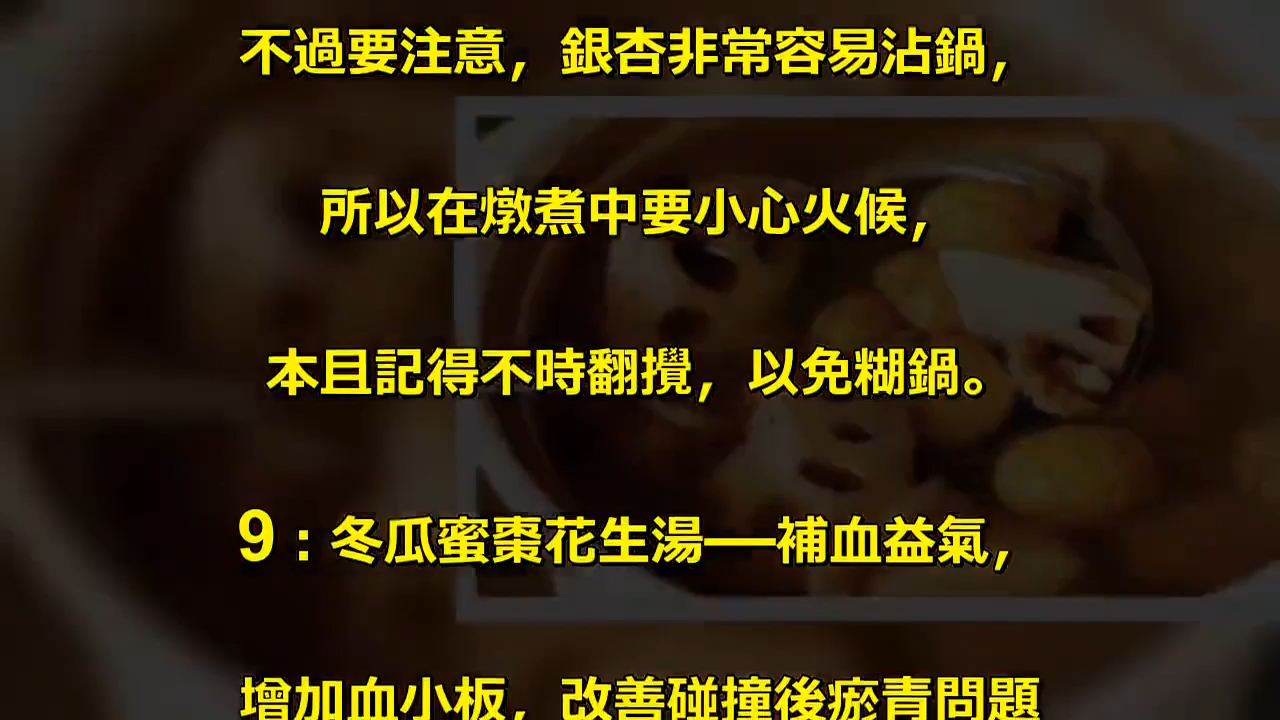 不過要注意，銀杏非常容易沾鍋，
所以在燉煮中要小心火候，
本且記得不時翻攪，以免糊鍋。
9：冬瓜蜜棗花生湯──補血益氣，
增加血小板，改善碰撞後瘀青問題